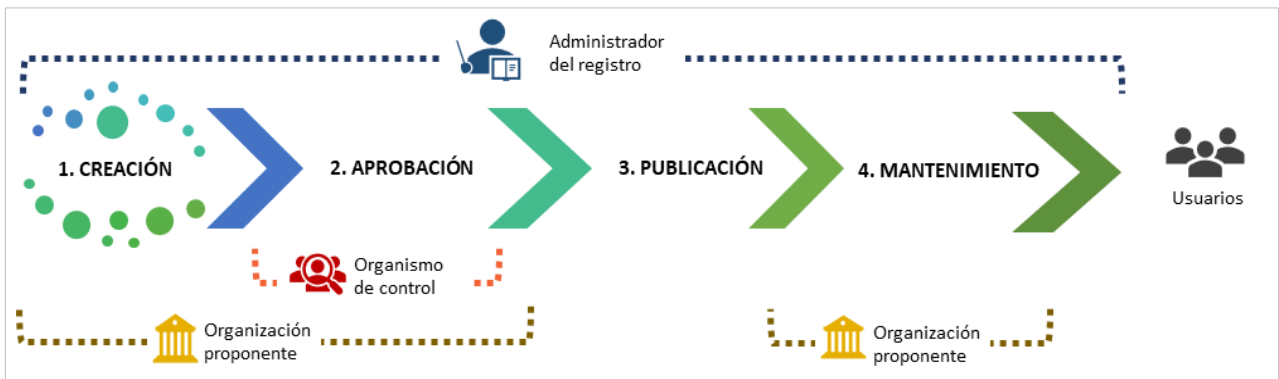 Administrador
del registro
1. CREACIÓN
2. APROBACIÓN
3. PUBLICACIÓN
4. MANTENIMIENTO
Usuarios
Organismo
de control
Organización
proponente
Organización
proponente